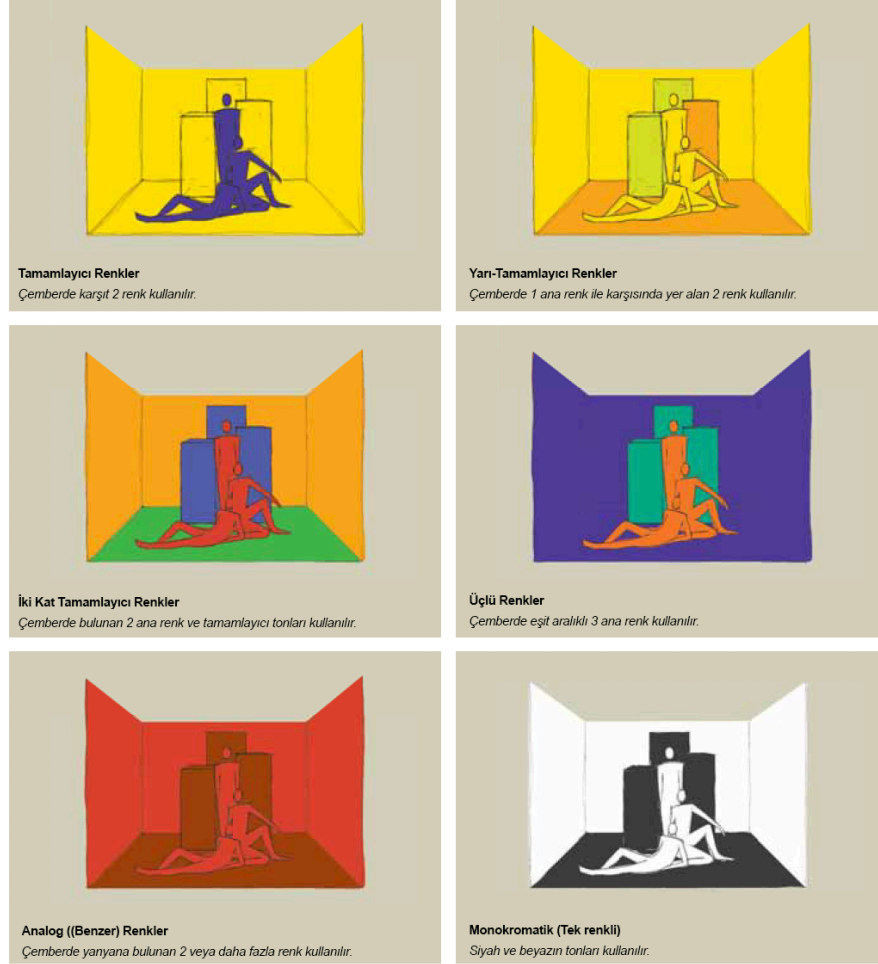 Tamamlayıcı Renkler
Çemberde karşıt 2 renk kullanılır.
Yarı-Tamamlayıcı Renkler
Çemberde 1 ana renk ile karşısında yer alan 2 renk kullanılır.
İki Kat Tamamlayıcı Renkler
Çemberde bulunan 2 ana renk ve tamamlayıcı tonları kullanılır.
Üçlü Renkler
Çemberde eşit aralıklı 3 ana renk kullanılır.
Analog ((Benzer) Renkler
Çemberde yanyana bulunan 2 veya daha fazla renk kullanılır.
Monokromatik (Tek renkli)
Siyah ve beyazın tonları kullanılır.